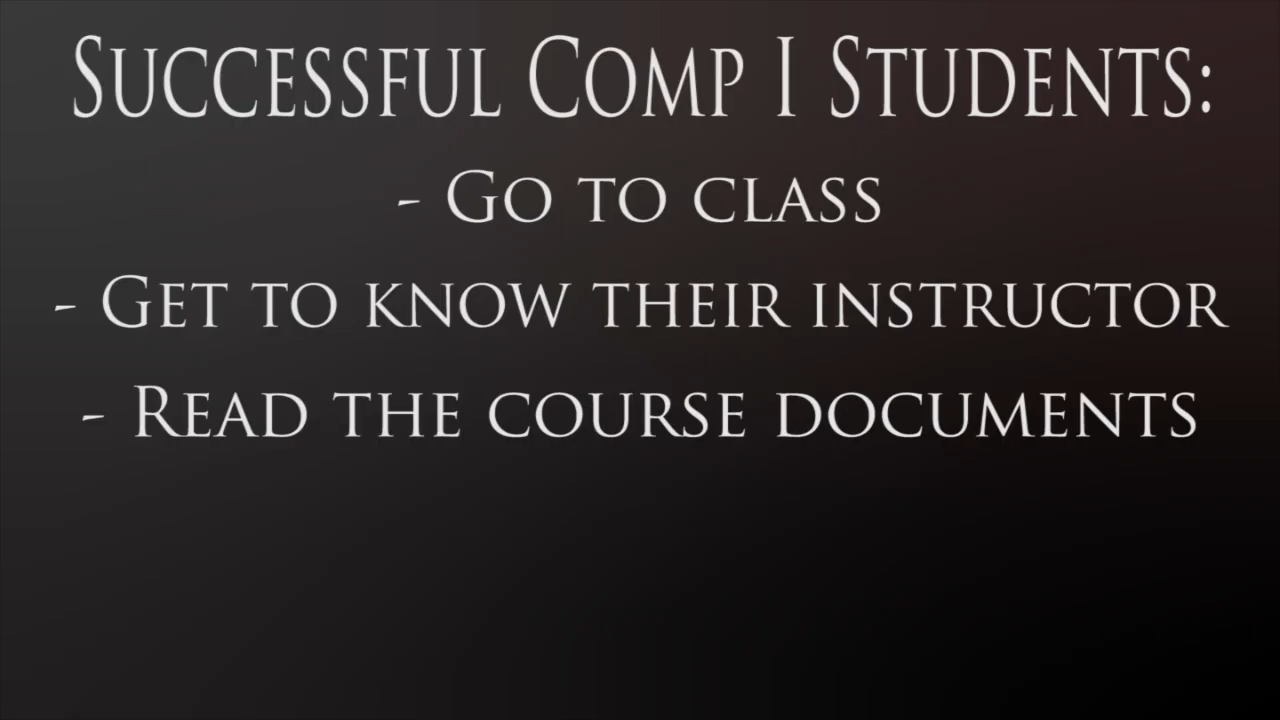 Successful Comp I Students:
- Go to class
- Get to know their instructor
- Read the course documents